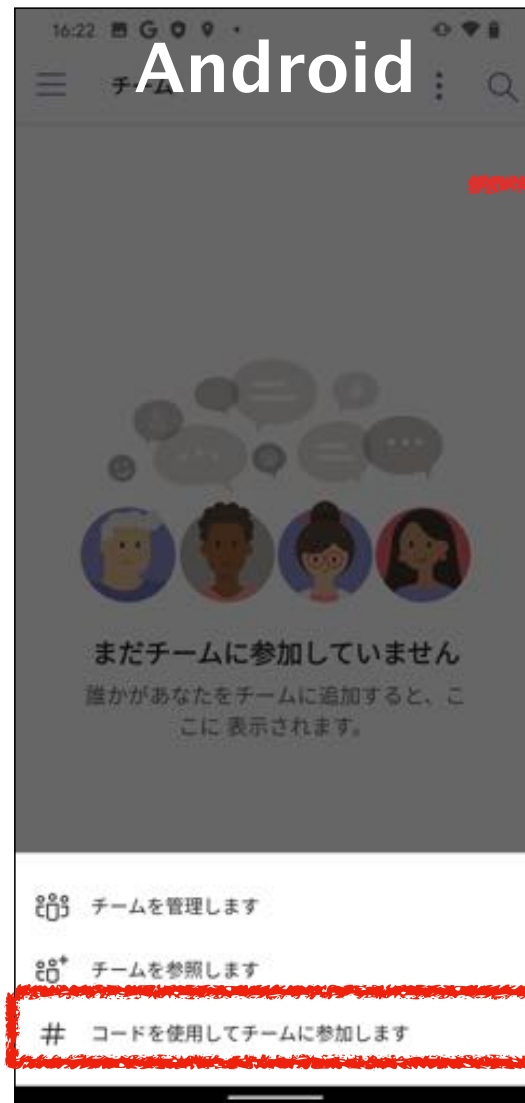 16:22
Android
チーム
まだチームに参加していません
誰かがあなたをチームに追加すると、こ
こに 表示されます。
チームを管理します
チームを参照します
# コードを使用してチームに参加します